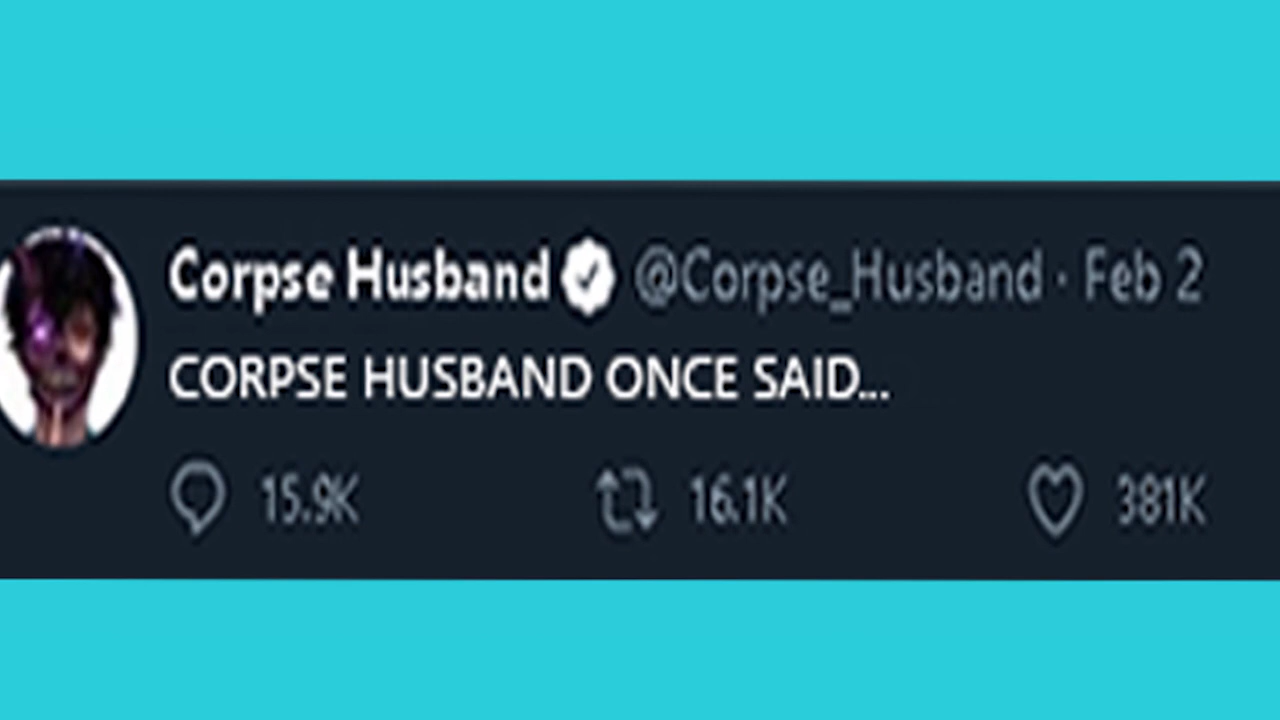 Corpse Husband @Corpse_Husband · Feb 2
CORPSE HUSBAND ONCE SAID...
15.9K 16.1K 381K